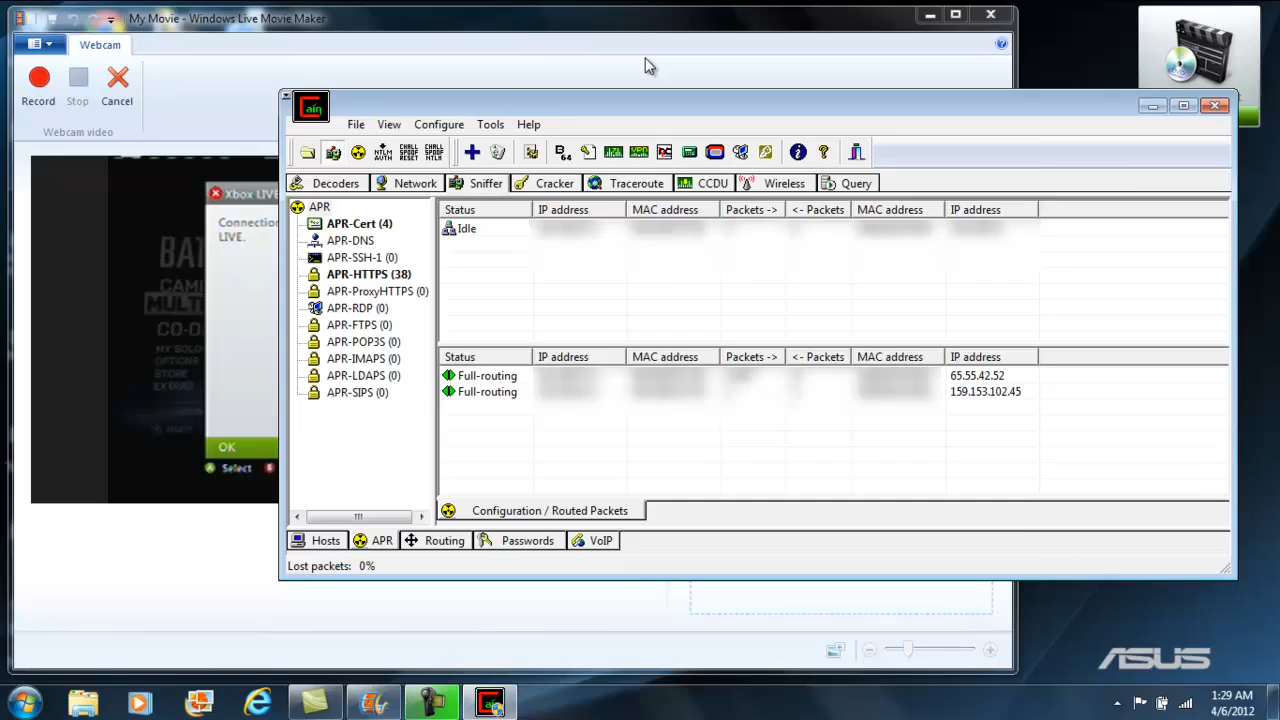 My Movie - Windows Live Movie Maker
Webcam
Record Stop Cancel
Webcam video
Cain
File View Configure Tools Help
Decoders Network Sniffer Cracker Traceroute CCDU Wireless Query
APR
APR-Cert (4)
APR-DNS
APR-SSH-1 (0)
APR-HTTPS (38)
APR-ProxyHTTPS (0)
APR-RDP (0)
APR-FTPS (0)
APR-POP3S (0)
APR-IMAPS (0)
APR-LDAPS (0)
APR-SIPS (0)
Status IP address MAC address Packets -> <- Packets MAC address IP address
Idle
Status IP address MAC address Packets -> <- Packets MAC address IP address
Full-routing 65.55.42.52
Full-routing 159.153.102.45
Configuration / Routed Packets
Hosts APR Routing Passwords VoIP
Lost packets: 0%
Xbox LIVE
Connection
LIVE.
OK
Select
CO-O
OPTIONS
STORE
ASUS
1:29 AM
4/6/2012